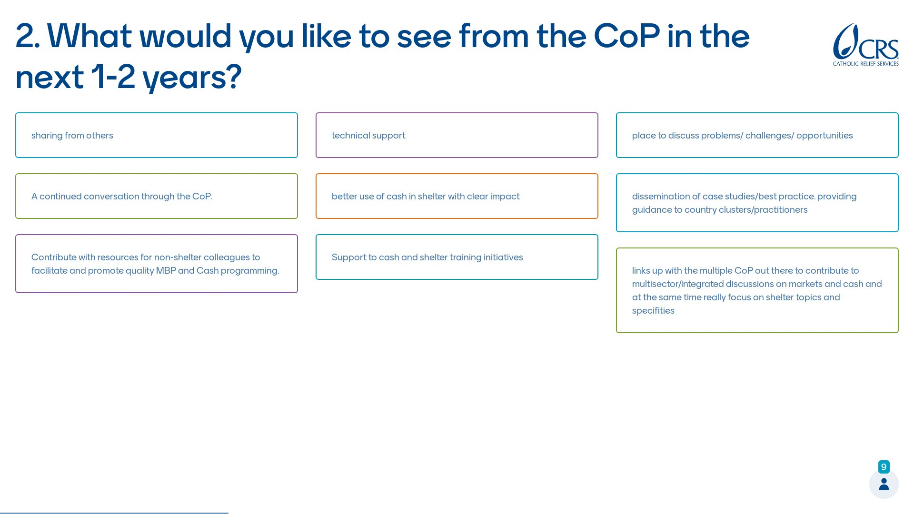 2. What would you like to see from the CoP in the
next 1-2 years?
CRS
CATHOLIC RELIEF SERVICES
sharing from others
technical support
place to discuss problems/ challenges/ opportunities
A continued conversation through the CoP.
better use of cash in shelter with clear impact
dissemination of case studies/best practice. providing
guidance to country clusters/practitioners
Contribute with resources for non-shelter colleagues to
facilitate and promote quality MBP and Cash programming.
Support to cash and shelter training initiatives
links up with the multiple CoP out there to contribute to
multisector/integrated discussions on markets and cash and
at the same time really focus on shelter topics and
specifities
9